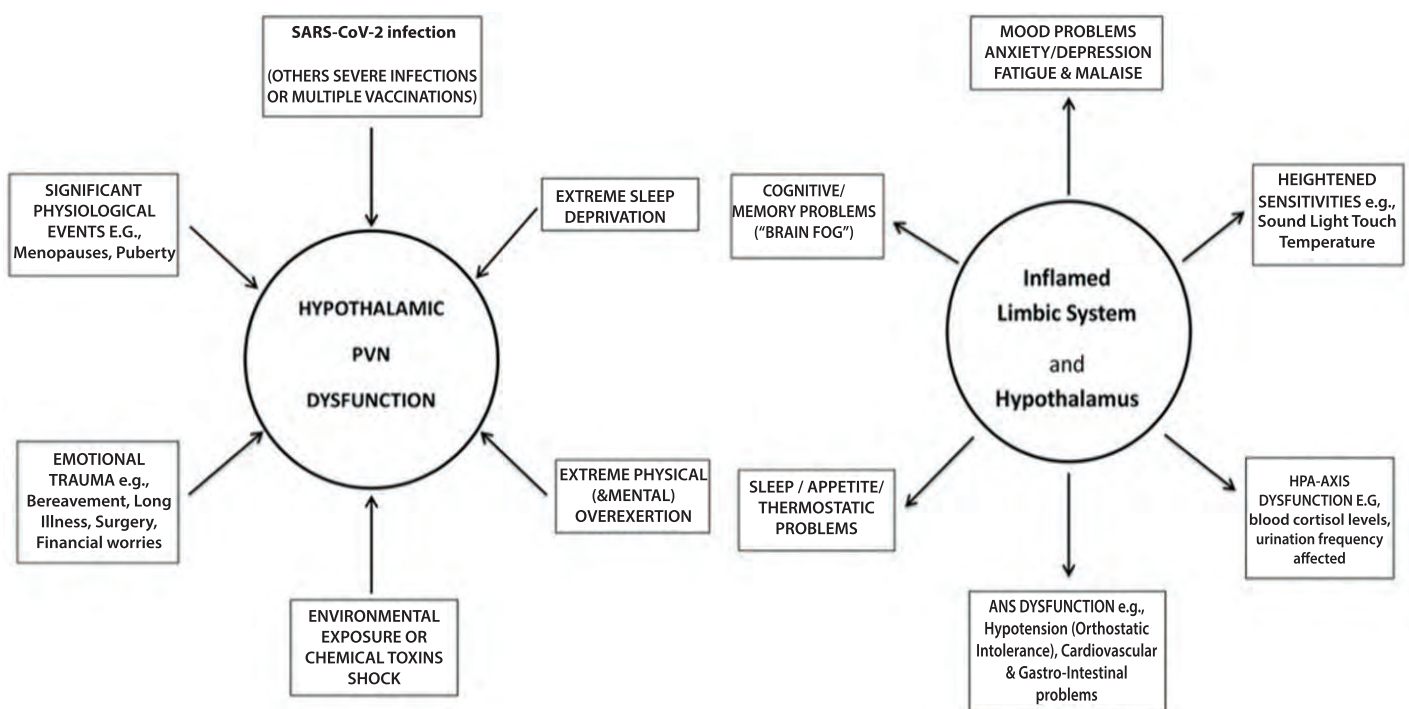 SARS-CoV-2 infection
(OTHERS SEVERE INFECTIONS
OR MULTIPLE VACCINATIONS)
SIGNIFICANT
PHYSIOLOGICAL
EVENTS E.G.,
Menopauses, Puberty
EXTREME SLEEP
DEPRIVATION
HYPOTHALAMIC
PVN
DYSFUNCTION
EMOTIONAL
TRAUMA e.g.,
Bereavement, Long
Illness, Surgery,
Financial worries
EXTREME PHYSICAL
(&MENTAL)
OVEREXERTION
ENVIRONMENTAL
EXPOSURE OR
CHEMICAL TOXINS
SHOCK
MOOD PROBLEMS
ANXIETY/DEPRESSION
FATIGUE & MALAISE
COGNITIVE/
MEMORY PROBLEMS
(“BRAIN FOG”)
HEIGHTENED
SENSITIVITIES e.g.,
Sound Light Touch
Temperature
Inflamed
Limbic System
and
Hypothalamus
SLEEP / APPETITE/
THERMOSTATIC
PROBLEMS
HPA-AXIS
DYSFUNCTION E.G,
blood cortisol levels,
urination frequency
affected
ANS DYSFUNCTION e.g.,
Hypotension (Orthostatic
Intolerance), Cardiovascular
& Gastro-Intestinal
problems